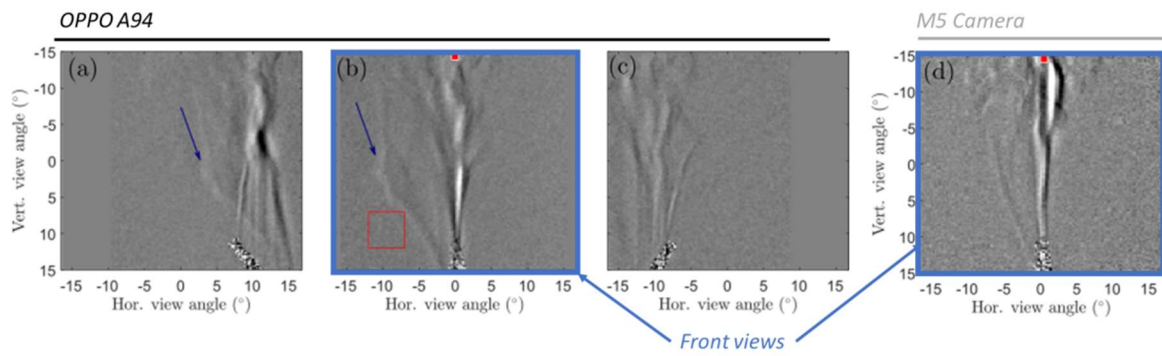 OPPO A94
M5 Camera
(a)
(b)
(c)
(d)
Vert. view angle (°)
-15
-10
-5
0
5
10
15
-15 -10 -5 0 5 10 15
Hor. view angle (°)
-15 -10 -5 0 5 10 15
Hor. view angle (°)
-15 -10 -5 0 5 10 15
Hor. view angle (°)
Vert. view angle (°)
-10
-5
0
5
10
15
-15 -10 -5 0 5 10 15
Hor. view angle (°)
Front views